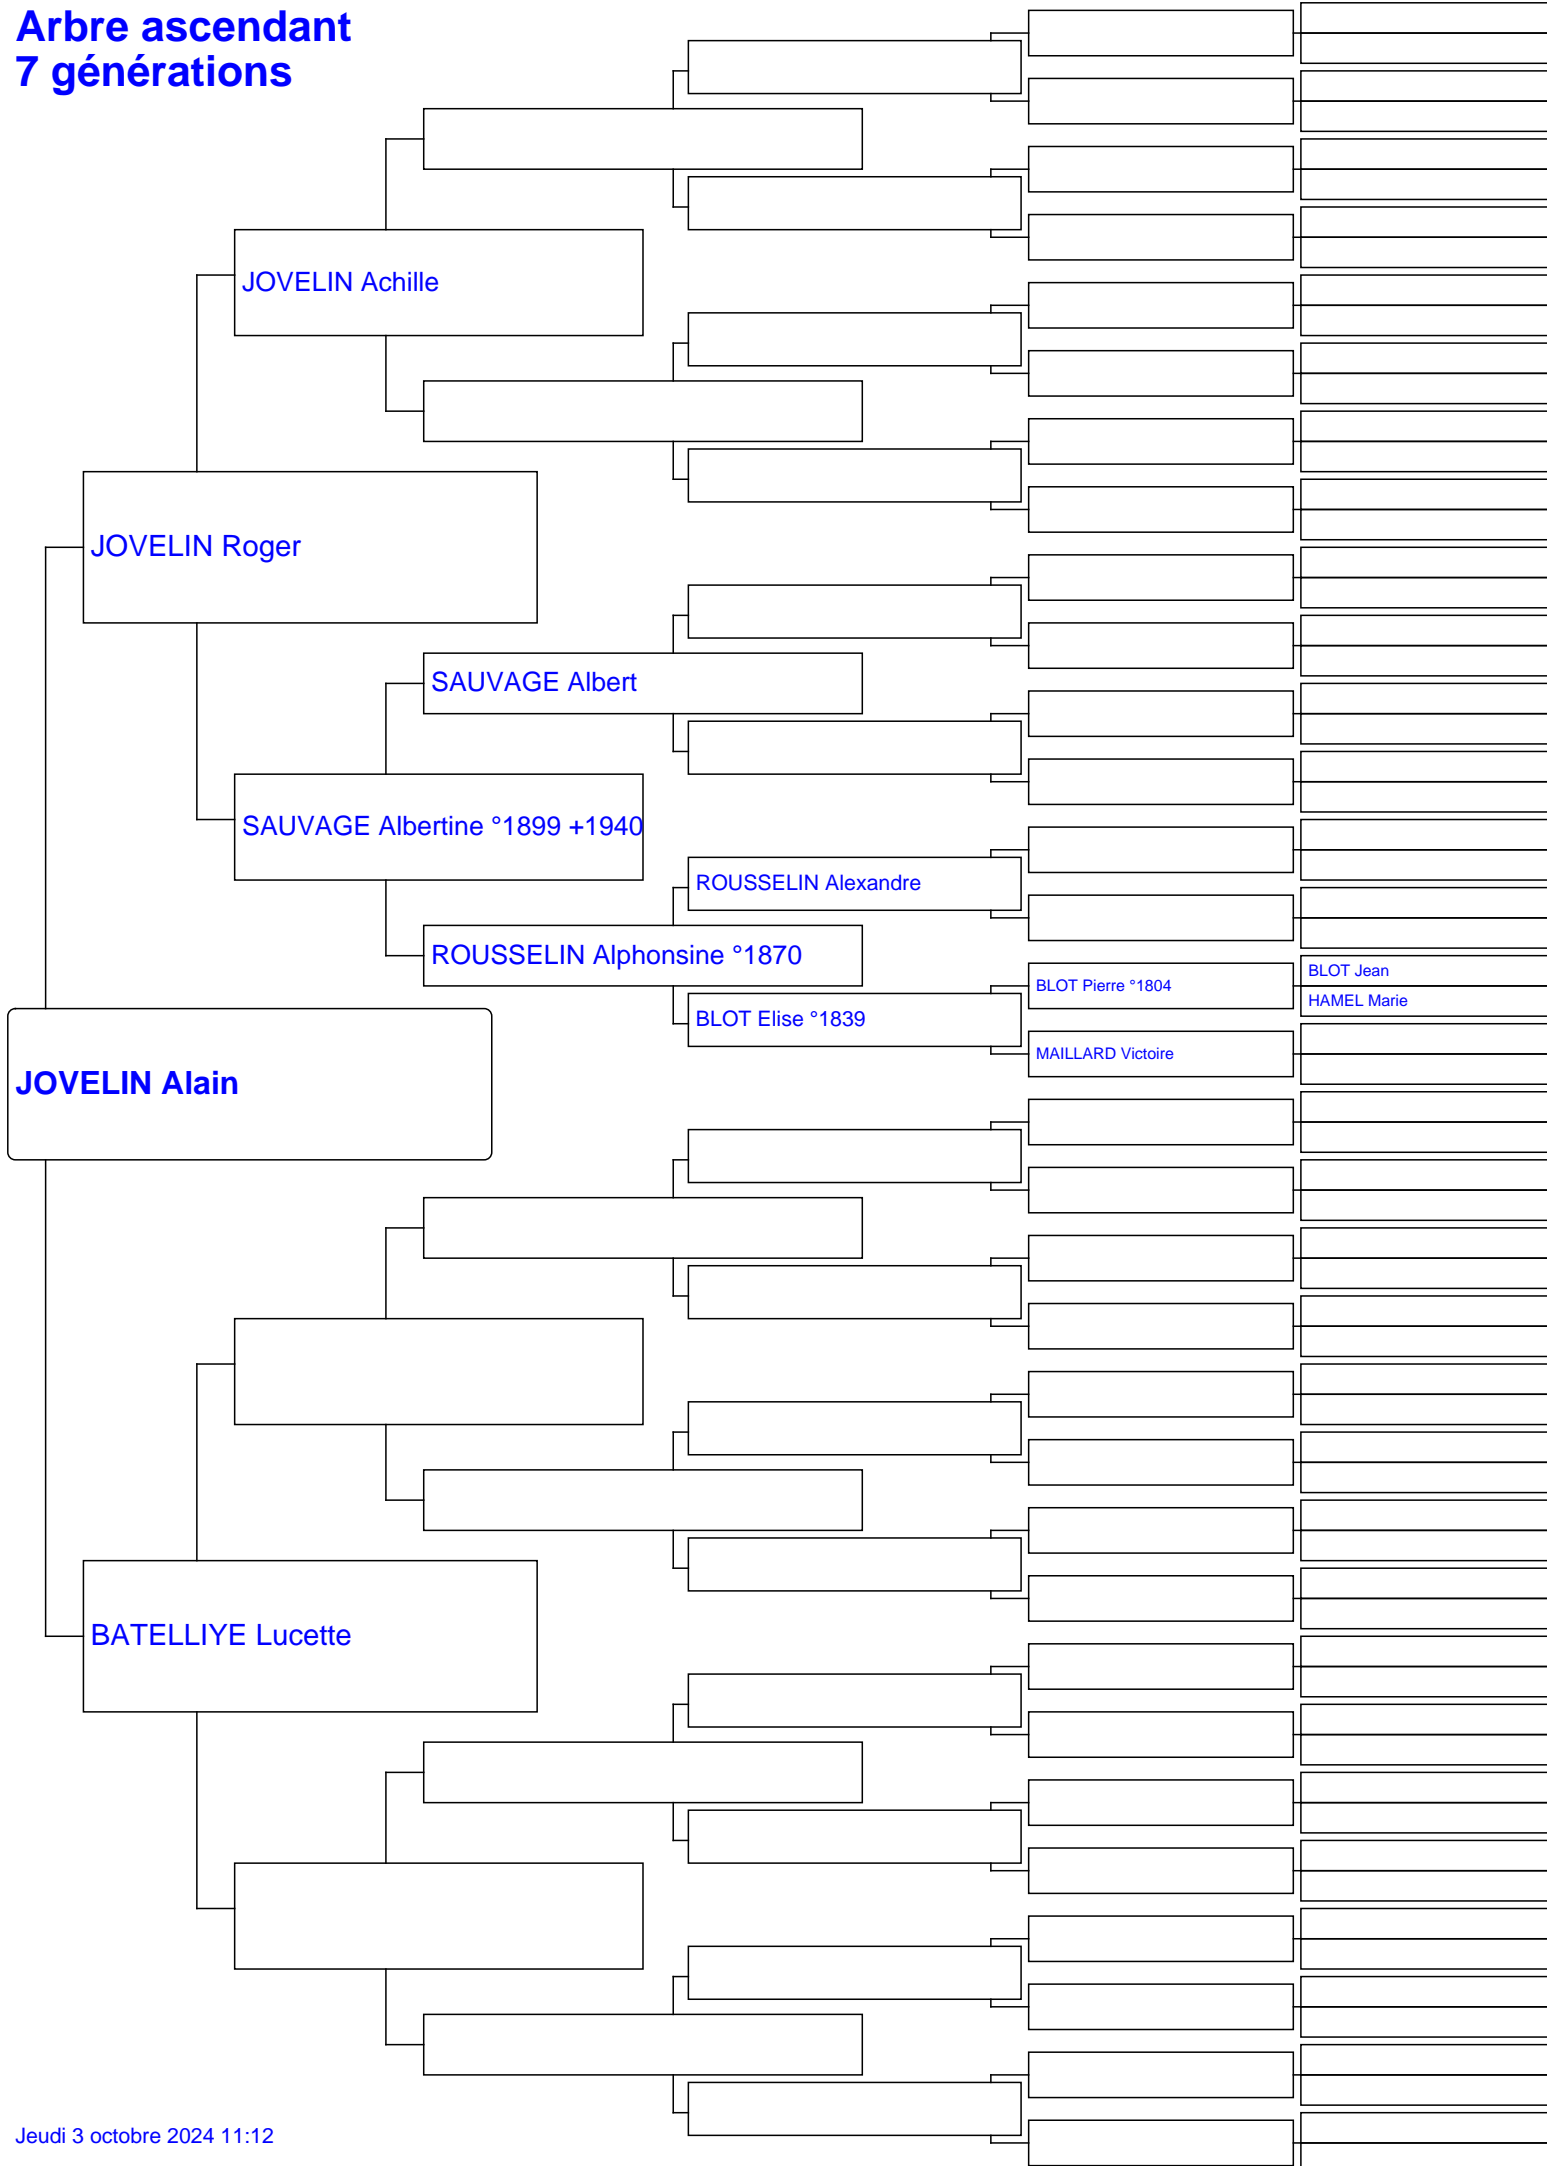 Arbre ascendant
7 générations
JOVELIN Achille
JOVELIN Roger
SAUVAGE Albert
SAUVAGE Albertine °1899 +1940
ROUSSELIN Alexandre
ROUSSELIN Alphonsine °1870
BLOT Jean
BLOT Pierre °1804
HAMEL Marie
BLOT Elise °1839
MAILLARD Victoire
JOVELIN Alain
BATELLIYE Lucette
Jeudi 3 octobre 2024 11:12